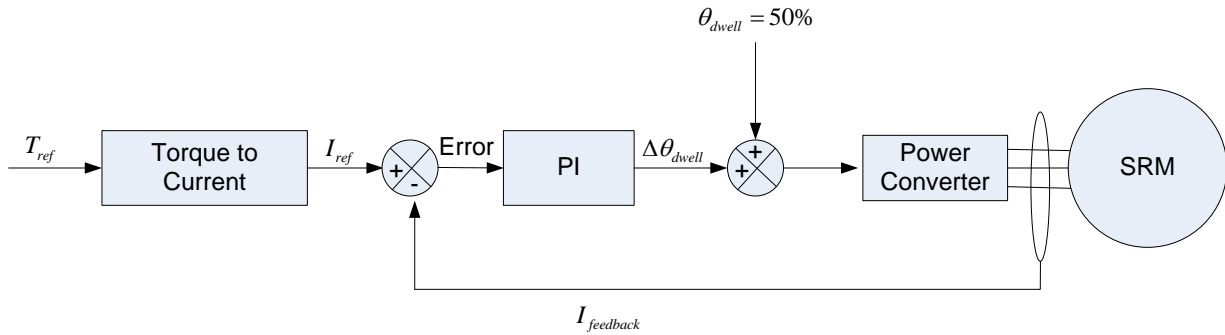 θ_dwell = 50%
T_ref
Torque to
Current
I_ref
+
-
Error
PI
Δθ_dwell
+
+
Power
Converter
SRM
I_feedback